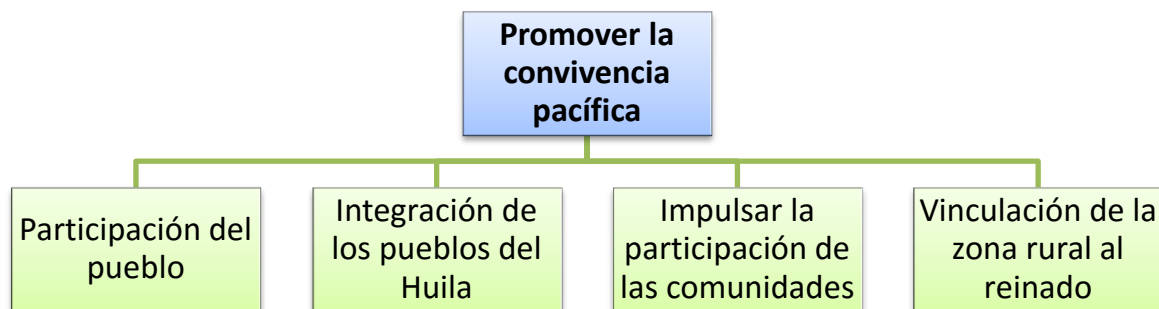 Promover la
convivencia
pacífica
Participación del
pueblo
Integración de
los pueblos del
Huila
Impulsar la
participación de
las comunidades
Vinculación de la
zona rural al
reinado